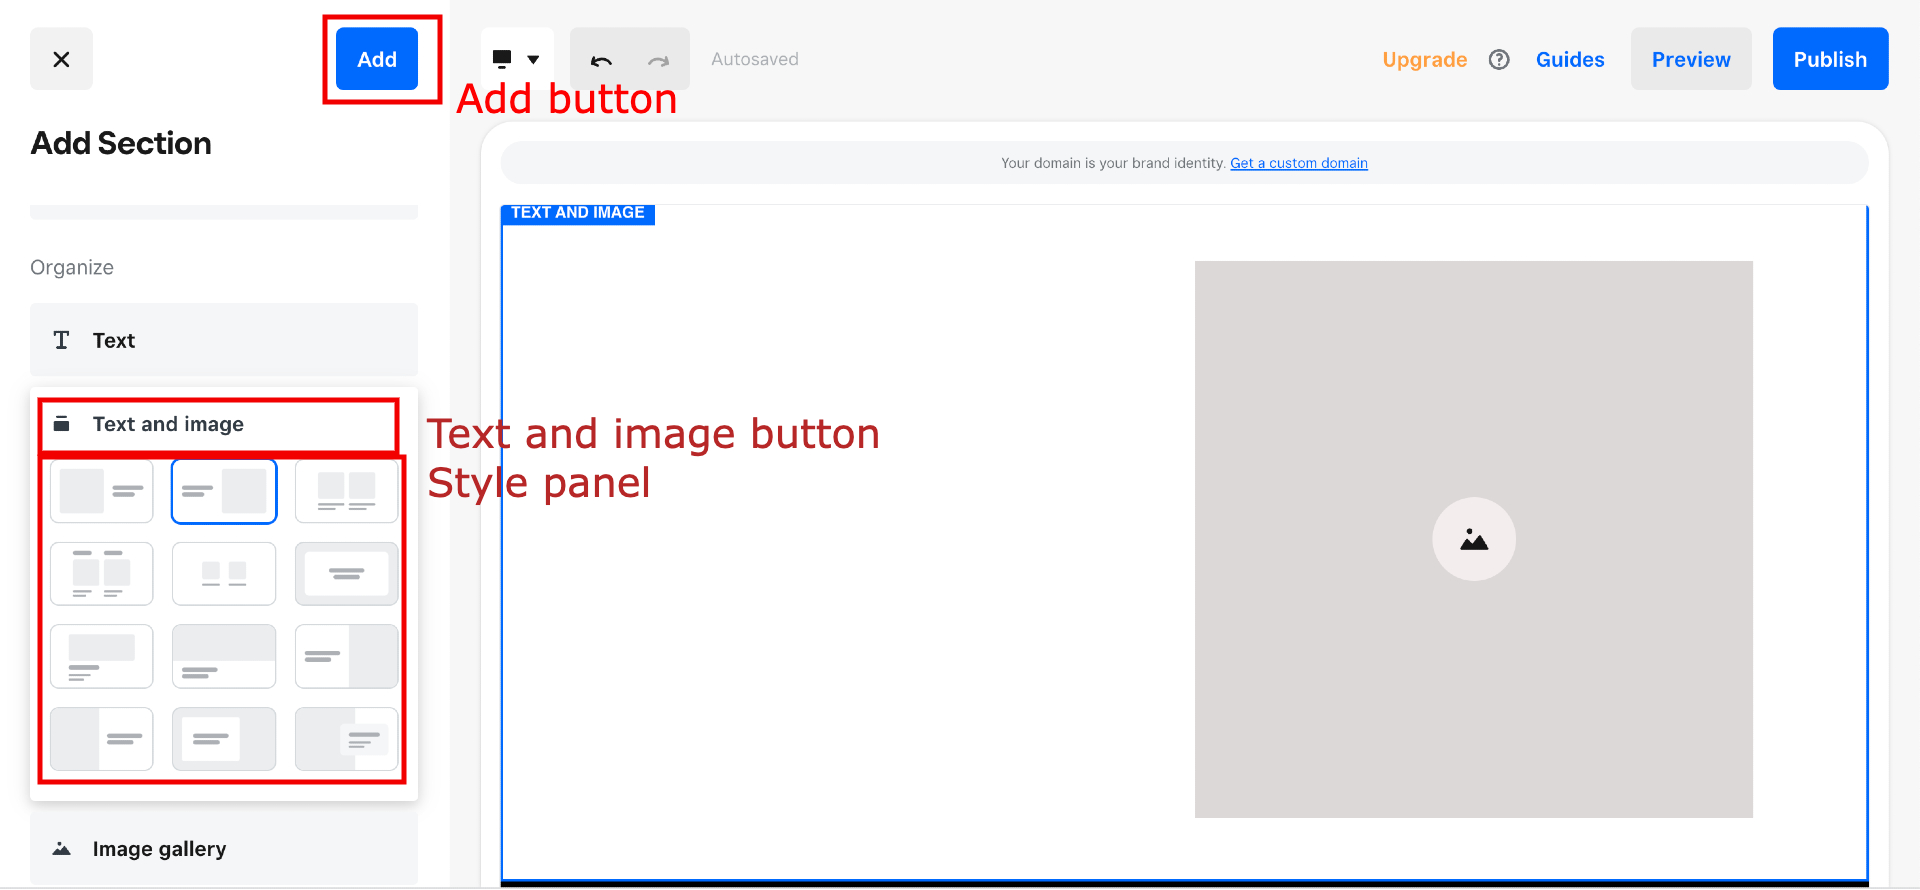 Add
Autosaved
Upgrade
Guides
Preview
Publish
Add button
Add Section
Your domain is your brand identity. Get a custom domain
TEXT AND IMAGE
Organize
Text
Text and image
Text and image button
Style panel
Image gallery